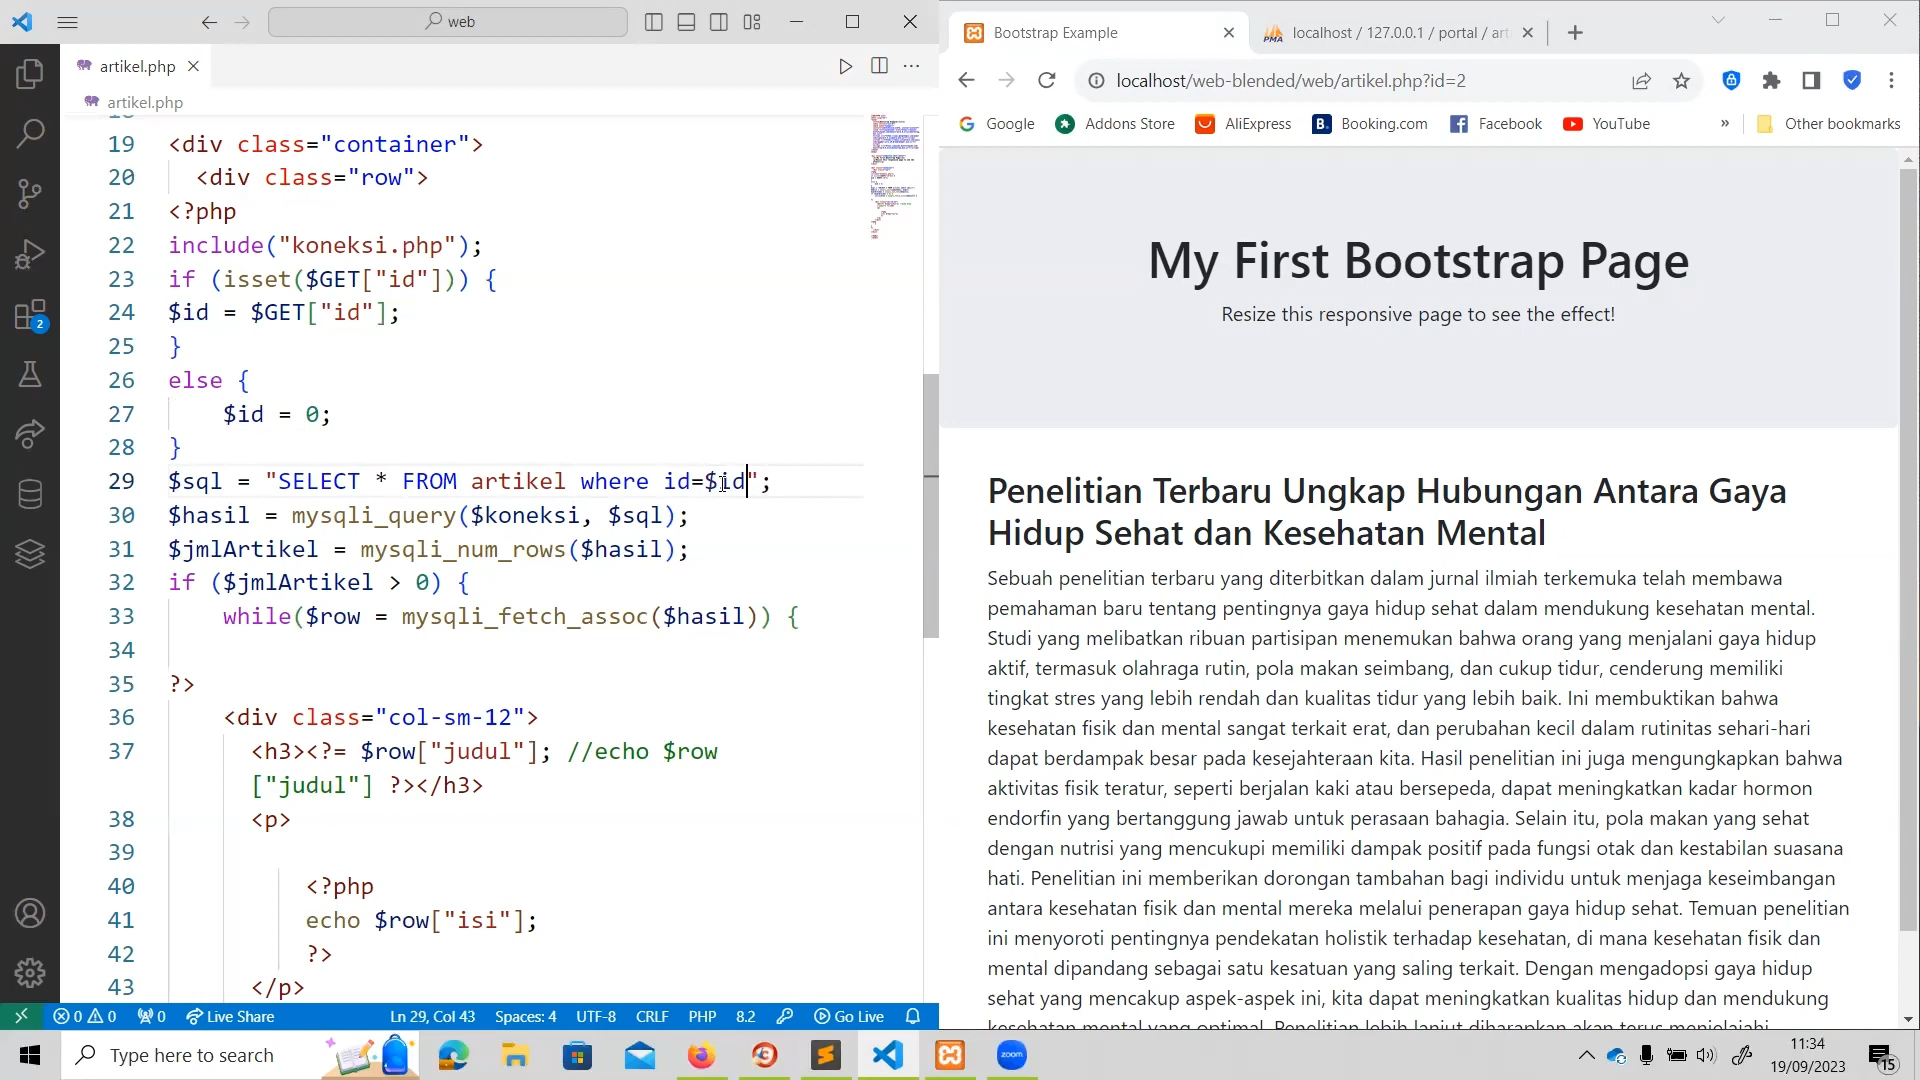 web
artikel.php
artikel.php
18
19 <div class="container">
20 <div class="row">
21 <?php
22 include("koneksi.php");
23 if (isset($GET["id"])) {
24 $id = $GET["id"];
25 }
26 else {
27 $id = 0;
28 }
29 $sql = "SELECT * FROM artikel where id=$id";
30 $hasil = mysqli_query($koneksi, $sql);
31 $jmlArtikel = mysqli_num_rows($hasil);
32 if ($jmlArtikel > 0) {
33 while($row = mysqli_fetch_assoc($hasil)) {
34
35 ?>
36 <div class="col-sm-12">
37 <h3><?= $row["judul"]; //echo $row
["judul"] ?></h3>
38 <p>
39
40 <?php
41 echo $row["isi"];
42 ?>
43 </p>
2
0 0 0 Live Share Ln 29, Col 43 Spaces: 4 UTF-8 CRLF PHP 8.2 Go Live
Bootstrap Example
PMA localhost / 127.0.0.1 / portal / art
localhost/web-blended/web/artikel.php?id=2
Google Addons Store AliExpress B. Booking.com Facebook YouTube » Other bookmarks
My First Bootstrap Page
Resize this responsive page to see the effect!
Penelitian Terbaru Ungkap Hubungan Antara Gaya
Hidup Sehat dan Kesehatan Mental
Sebuah penelitian terbaru yang diterbitkan dalam jurnal ilmiah terkemuka telah membawa
pemahaman baru tentang pentingnya gaya hidup sehat dalam mendukung kesehatan mental.
Studi yang melibatkan ribuan partisipan menemukan bahwa orang yang menjalani gaya hidup
aktif, termasuk olahraga rutin, pola makan seimbang, dan cukup tidur, cenderung memiliki
tingkat stres yang lebih rendah dan kualitas tidur yang lebih baik. Ini membuktikan bahwa
kesehatan fisik dan mental sangat terkait erat, dan perubahan kecil dalam rutinitas sehari-hari
dapat berdampak besar pada kesejahteraan kita. Hasil penelitian ini juga mengungkapkan bahwa
aktivitas fisik teratur, seperti berjalan kaki atau bersepeda, dapat meningkatkan kadar hormon
endorfin yang bertanggung jawab untuk perasaan bahagia. Selain itu, pola makan yang sehat
dengan nutrisi yang mencukupi memiliki dampak positif pada fungsi otak dan kestabilan suasana
hati. Penelitian ini memberikan dorongan tambahan bagi individu untuk menjaga keseimbangan
antara kesehatan fisik dan mental mereka melalui penerapan gaya hidup sehat. Temuan penelitian
ini menyoroti pentingnya pendekatan holistik terhadap kesehatan, di mana kesehatan fisik dan
mental dipandang sebagai satu kesatuan yang saling terkait. Dengan mengadopsi gaya hidup
sehat yang mencakup aspek-aspek ini, kita dapat meningkatkan kualitas hidup dan mendukung
kesehatan mental yang optimal. Penelitian lebih lanjut diharapkan akan terus menjelajahi
Type here to search
zoom
11:34
19/09/2023
15